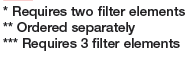 * Requires two filter elements
** Ordered separately
*** Requires 3 filter elements